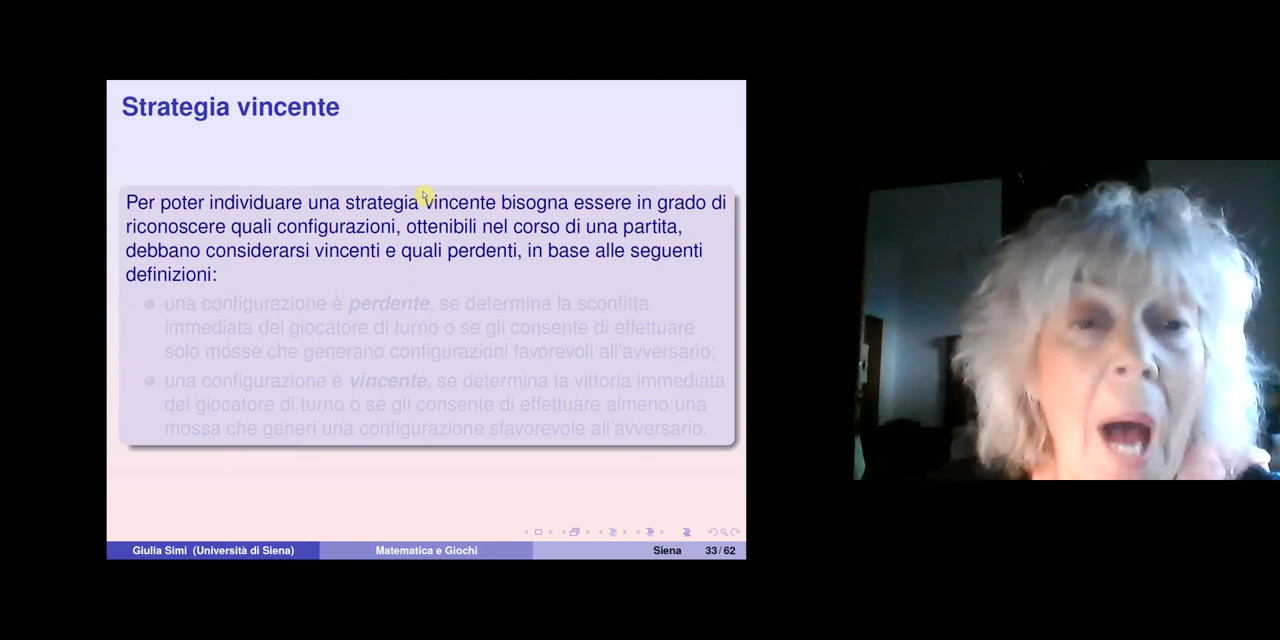 Strategia vincente
Per poter individuare una strategia vincente bisogna essere in grado di
riconoscere quali configurazioni, ottenibili nel corso di una partita,
debbano considerarsi vincenti e quali perdenti, in base alle seguenti
definizioni:
una configurazione è perdente, se determina la sconfitta
immediata del giocatore di turno o se gli consente di effettuare
solo mosse che generano configurazioni favorevoli all'avversario;
una configurazione è vincente, se determina la vittoria immediata
del giocatore di turno o se gli consente di effettuare almeno una
mossa che generi una configurazione sfavorevole all'avversario.
Giulia Simi (Università di Siena) Matematica e Giochi Siena 33/62